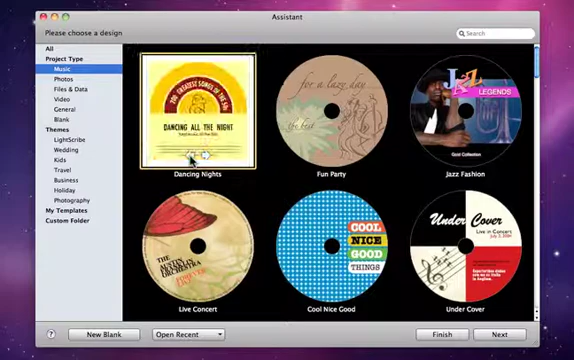 Assistant
Please choose a design
Search
All
Project Type
Music
Photos
Files & Data
Video
General
Blank
Themes
LightScribe
Wedding
Kids
Travel
Business
Holiday
Photography
My Templates
Custom Folder
200 GREATEST SONGS OF THE 50s
DANCING ALL THE NIGHT
Dancing Nights
for a lazy day
the best
Fun Party
JaZz
LEGENDS
Cool Collection
Jazz Fashion
THE
ORCHESTRA
Live Concert
COOL
NICE
GOOD
THINGS
Cool Nice Good
Under Cover
Live in Concert
Under Cover
?
New Blank
Open Recent
Finish
Next